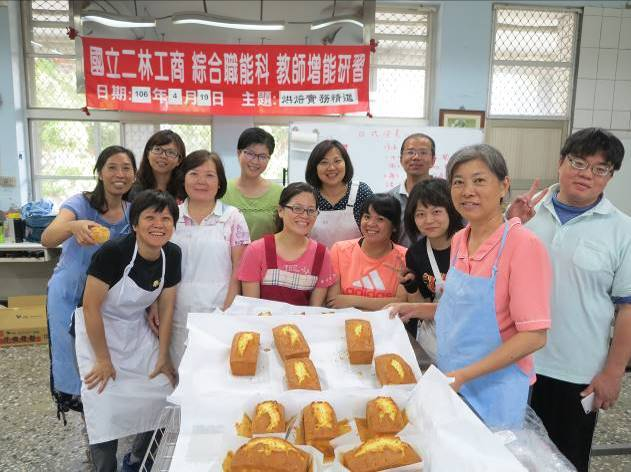 國立二林工商 綜合職能科 教師增能研習
日期:106年4月19日 主題:烘焙實務精進
adidas